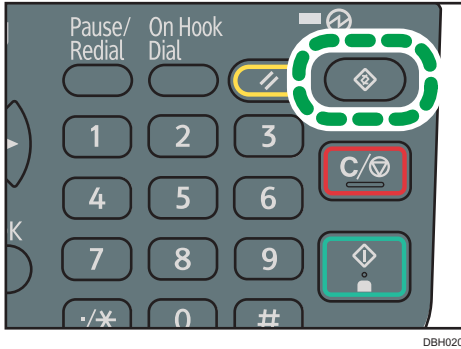 Pause/ On Hook
Redial Dial
1 2 3
C/
4 5 6
K
7 8 9
·/* 0 #
DBH020